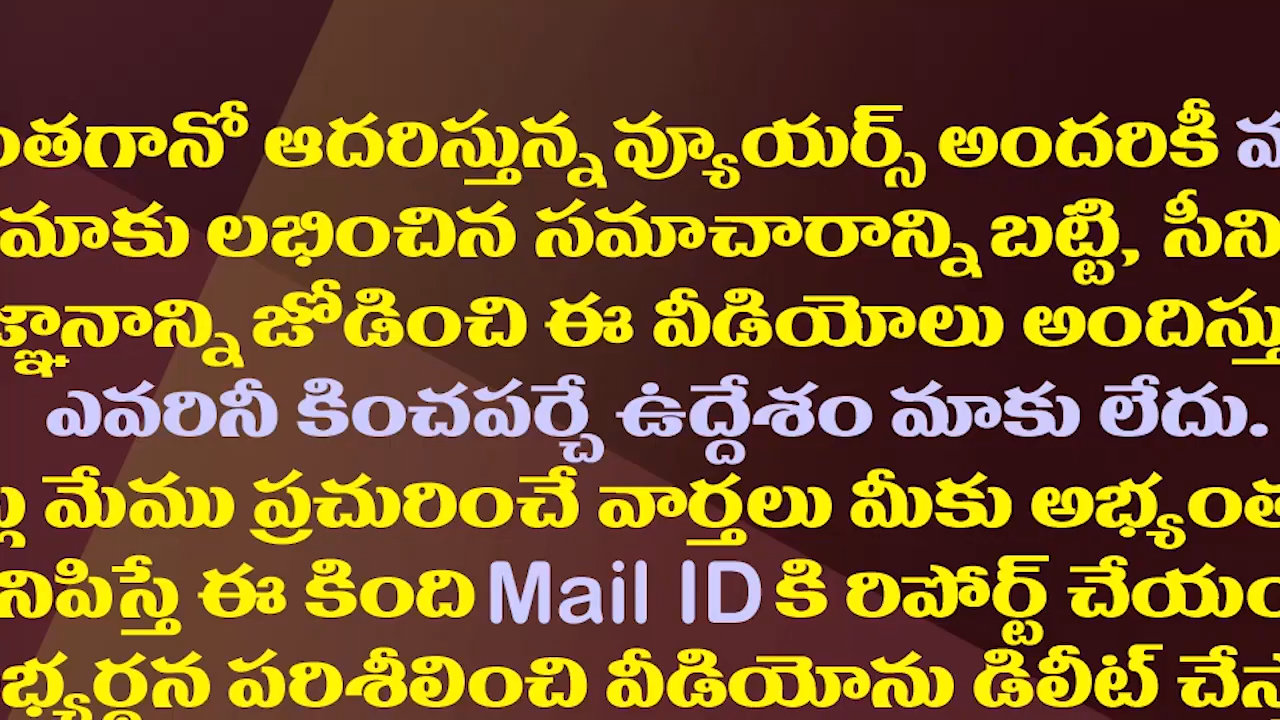 ఆదరిస్తున్న వ్యూయర్స్ అందరికీ
మాకు లభించిన సమాచారాన్ని బట్టి,
జోడించి ఈ వీడియోలు
ఎవరినీ కించపర్చే ఉద్దేశం మాకు లేదు.
మేము ప్రచురించే వార్తలు మీకు
ఈ కింది Mail ID కి రిపోర్ట్
పరిశీలించి వీడియోను డిలీట్